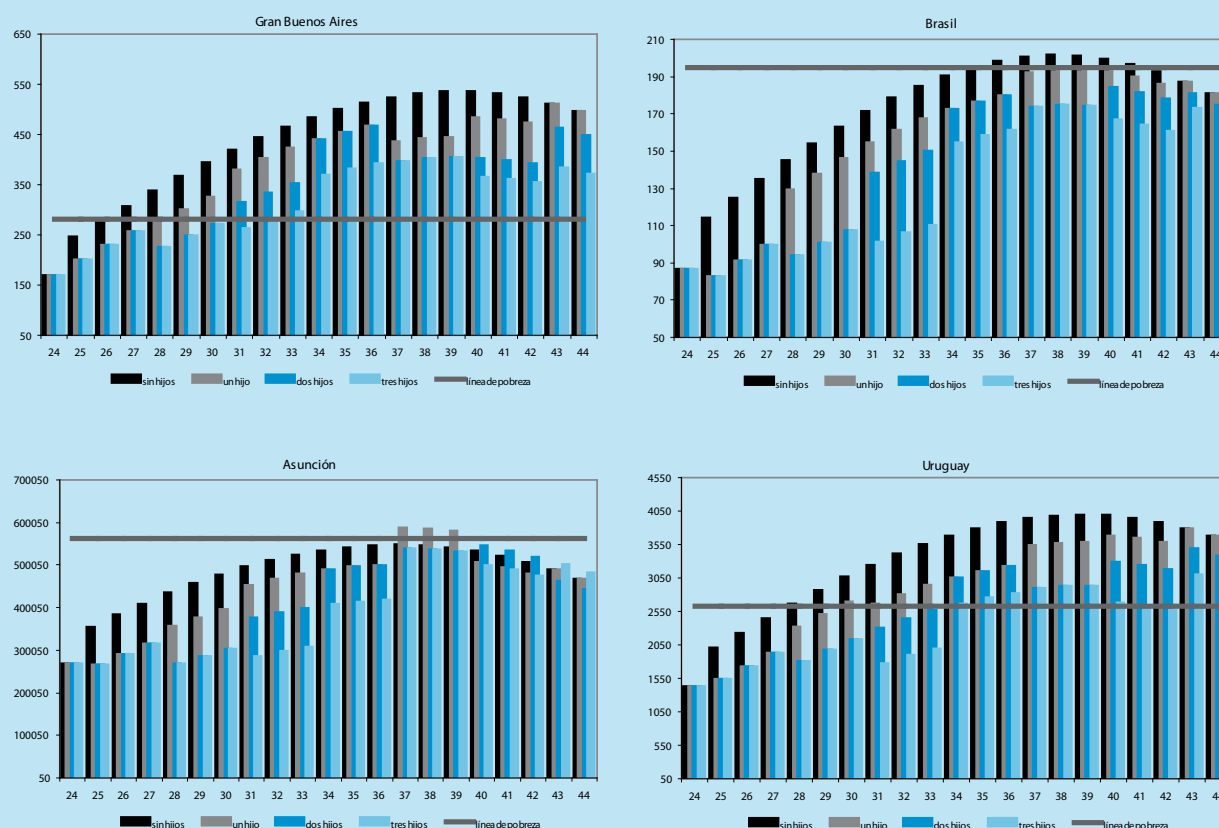 Gran Buenos Aires
650
550
450
350
250
150
50
24 25 26 27 28 29 30 31 32 33 34 35 36 37 38 39 40 41 42 43 44
sin hijos un hijo dos hijos tres hijos línea de pobreza
Brasil
210
190
170
150
130
110
90
70
50
24 25 26 27 28 29 30 31 32 33 34 35 36 37 38 39 40 41 42 43 44
sin hijos un hijo dos hijos tres hijos línea de pobreza
Asunción
700050
600050
500050
400050
300050
200050
100050
50
24 25 26 27 28 29 30 31 32 33 34 35 36 37 38 39 40 41 42 43 44
sin hijos un hijo dos hijos tres hijos línea de pobreza
Uruguay
4550
4050
3550
3050
2550
2050
1550
1050
550
50
24 25 26 27 28 29 30 31 32 33 34 35 36 37 38 39 40 41 42 43 44
sin hijos un hijo dos hijos tres hijos línea de pobreza